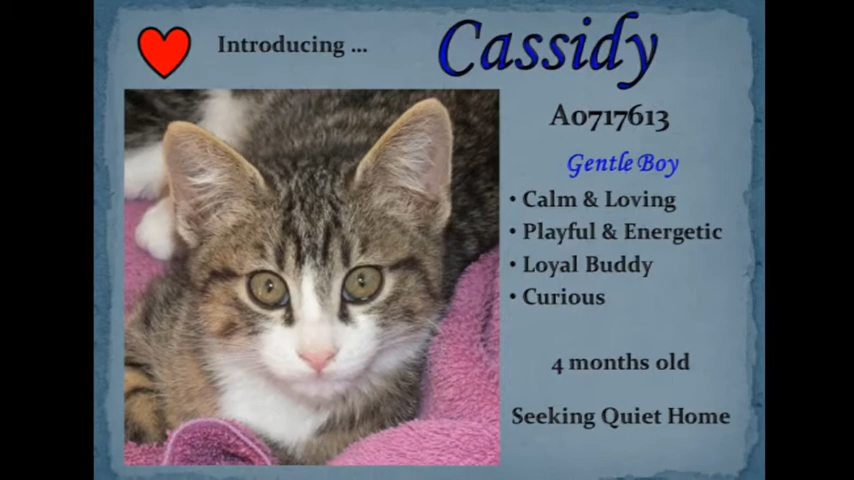 Introducing ...
Cassidy
A0717613
Gentle Boy
• Calm & Loving
• Playful & Energetic
• Loyal Buddy
• Curious
4 months old
Seeking Quiet Home